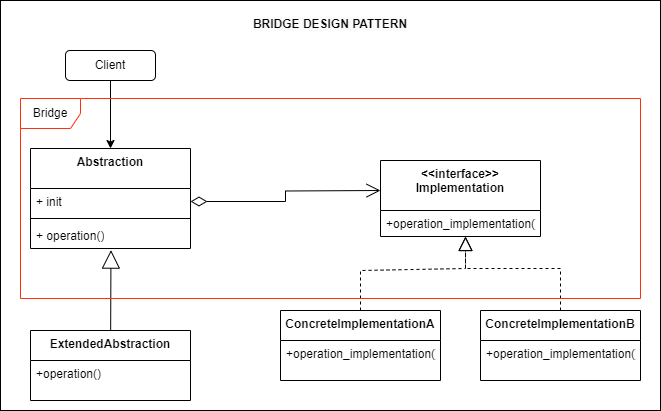 BRIDGE DESIGN PATTERN
Client
Bridge
Abstraction
+ init
+ operation()
<<interface>>
Implementation
+operation_implementation(
ExtendedAbstraction
+operation()
ConcreteImplementationA
+operation_implementation(
ConcreteImplementationB
+operation_implementation(